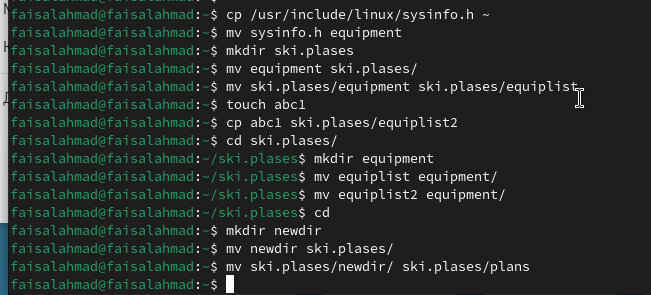 faisalahmad@faisalahmad:~$ cp /usr/include/linux/sysinfo.h ~
faisalahmad@faisalahmad:~$ mv sysinfo.h equipment
faisalahmad@faisalahmad:~$ mkdir ski.plases
faisalahmad@faisalahmad:~$ mv equipment ski.plases/
faisalahmad@faisalahmad:~$ mv ski.plases/equipment ski.plases/equiplist
faisalahmad@faisalahmad:~$ touch abc1
faisalahmad@faisalahmad:~$ cp abc1 ski.plases/equiplist2
faisalahmad@faisalahmad:~$ cd ski.plases/
faisalahmad@faisalahmad:~/ski.plases$ mkdir equipment
faisalahmad@faisalahmad:~/ski.plases$ mv equiplist equipment/
faisalahmad@faisalahmad:~/ski.plases$ mv equiplist2 equipment/
faisalahmad@faisalahmad:~/ski.plases$ cd
faisalahmad@faisalahmad:~$ mkdir newdir
faisalahmad@faisalahmad:~$ mv newdir ski.plases/
faisalahmad@faisalahmad:~$ mv ski.plases/newdir/ ski.plases/plans
faisalahmad@faisalahmad:~$